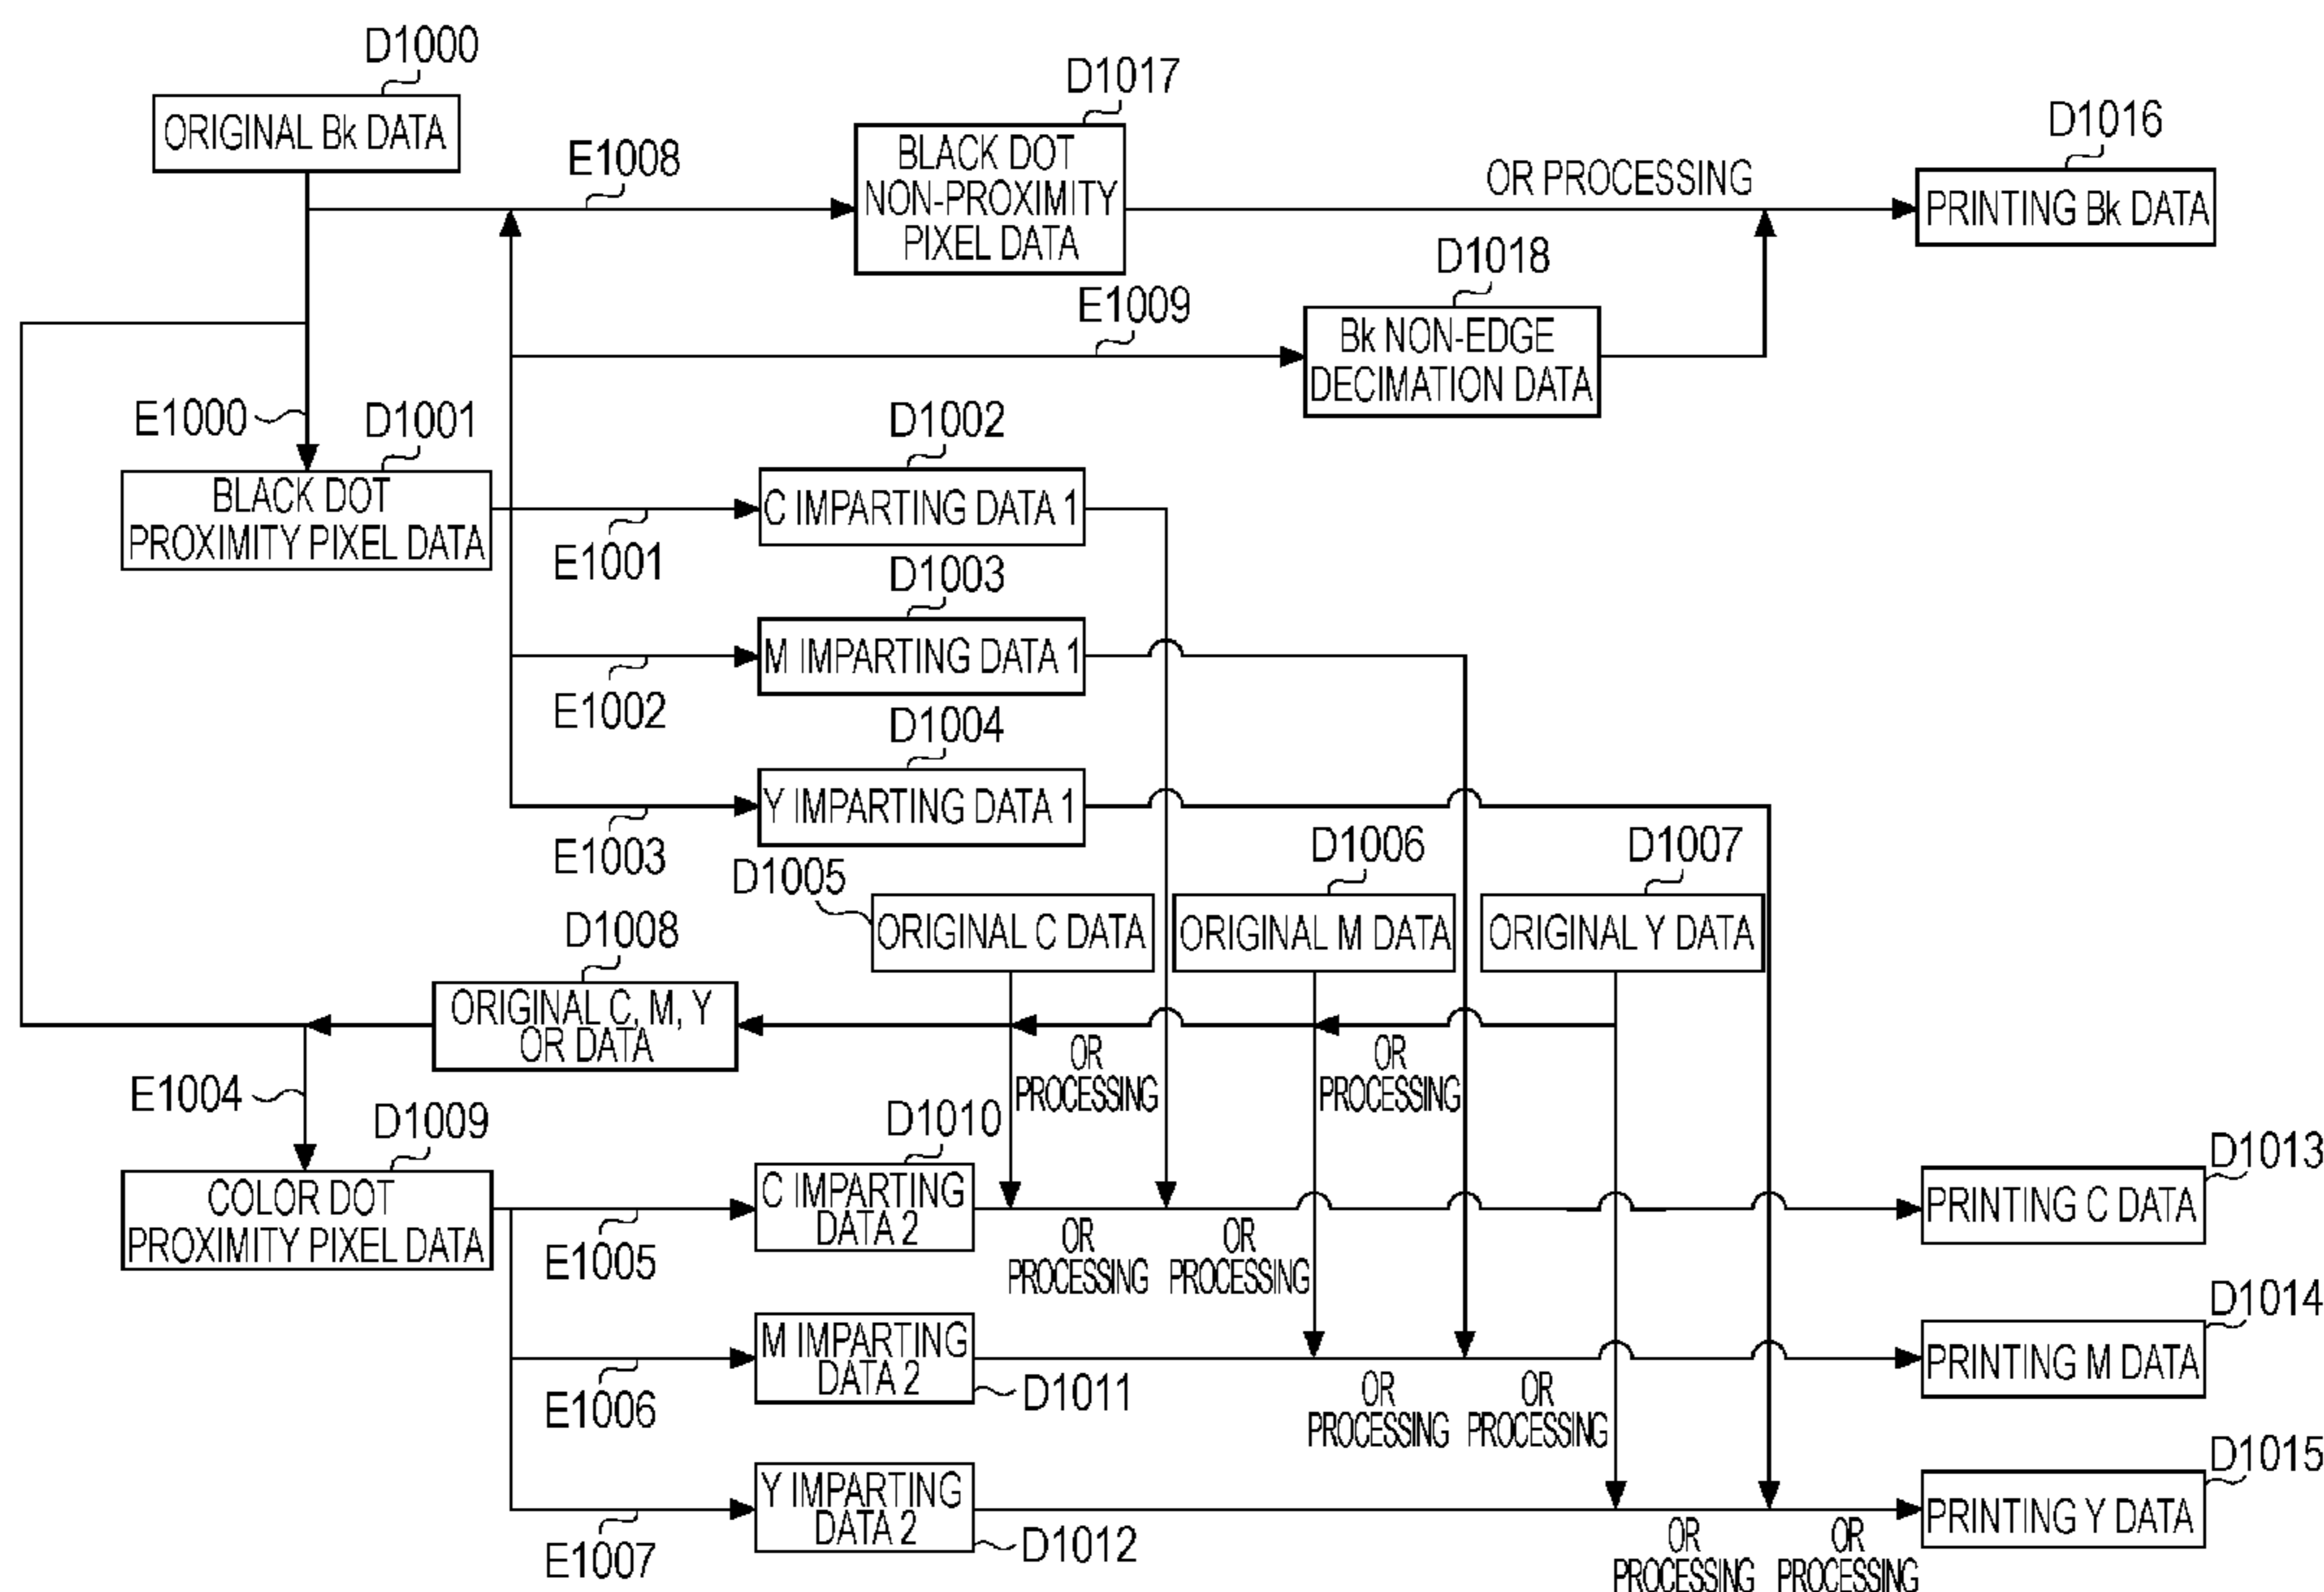 D1000
ORIGINAL Bk DATA
D1017
BLACK DOT
NON-PROXIMITY
PIXEL DATA
E1008
OR PROCESSING
D1016
PRINTING Bk DATA
D1018
Bk NON-EDGE
DECIMATION DATA
E1009
E1000
D1001
BLACK DOT
PROXIMITY PIXEL DATA
D1002
C IMPARTING DATA 1
E1001
D1003
M IMPARTING DATA 1
E1002
D1004
Y IMPARTING DATA 1
E1003
D1005
ORIGINAL C DATA
D1006
ORIGINAL M DATA
D1007
ORIGINAL Y DATA
D1008
ORIGINAL C, M, Y
OR DATA
OR
PROCESSING
OR
PROCESSING
E1004
D1009
COLOR DOT
PROXIMITY PIXEL DATA
D1010
C IMPARTING
DATA 2
E1005
OR
PROCESSING
OR
PROCESSING
D1013
PRINTING C DATA
M IMPARTING
DATA 2
D1011
E1006
OR
PROCESSING
OR
PROCESSING
D1014
PRINTING M DATA
Y IMPARTING
DATA 2
D1012
E1007
OR
PROCESSING
OR
PROCESSING
D1015
PRINTING Y DATA